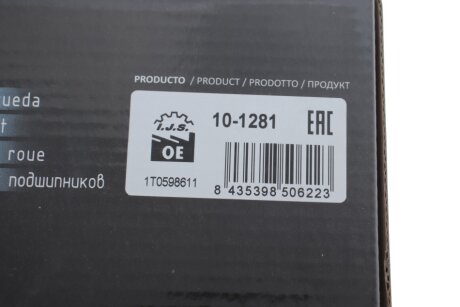 PRODUCTO / PRODUCT / PRODOTTO / ПРОДУКТ
I.J.S.
OE
10-1281
EAC
1T0598611
8 435398 506223
ueda
t
roue
подшипников